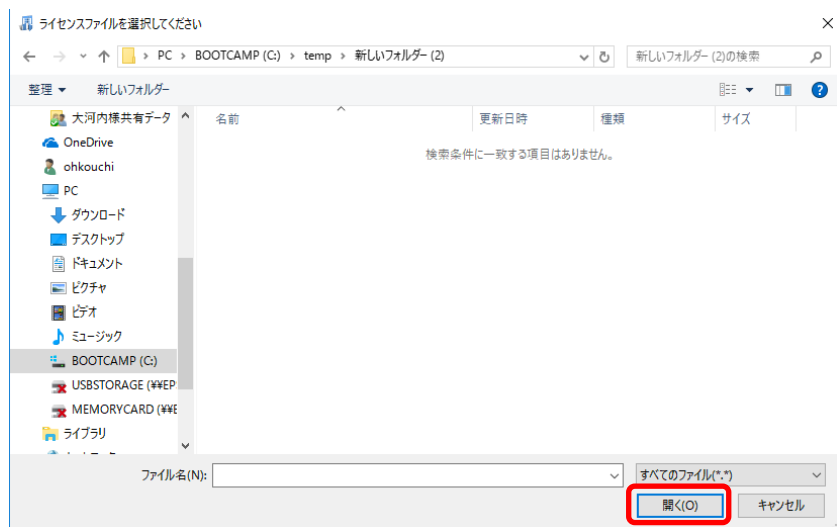 ライセンスファイルを選択してください
PC › BOOTCAMP (C:) › temp › 新しいフォルダー (2)
新しいフォルダー (2)の検索
整理 ▼ 新しいフォルダー
大河内様共有データ
OneDrive
ohkouchi
PC
ダウンロード
デスクトップ
ドキュメント
ピクチャ
ビデオ
ミュージック
BOOTCAMP (C:)
USBSTORAGE (¥¥EP
MEMORYCARD (¥¥E
ライブラリ
名前 更新日時 種類 サイズ
検索条件に一致する項目はありません。
ファイル名(N):
すべてのファイル(*.*)
開く(O) キャンセル